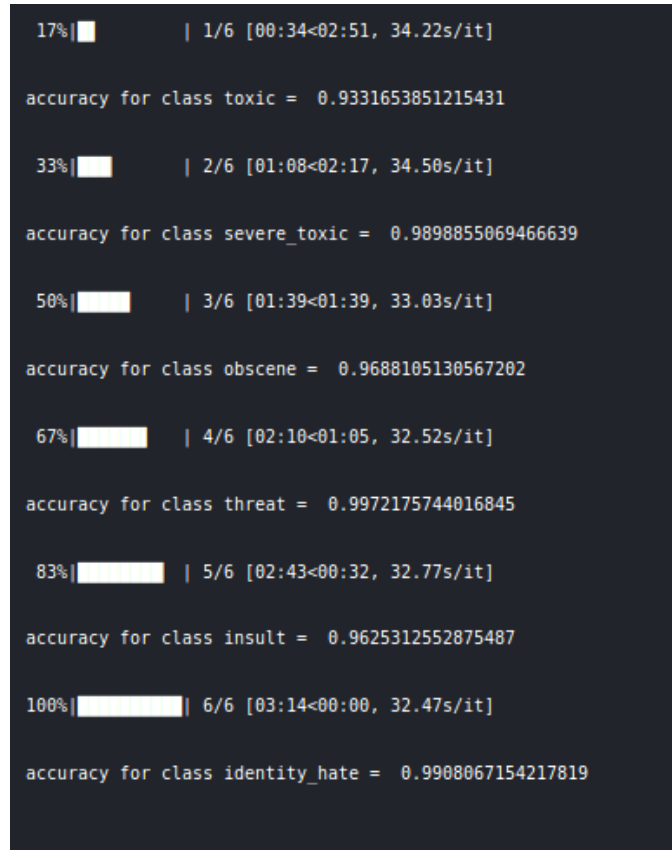 17%|█▋        | 1/6 [00:34<02:51, 34.22s/it]
accuracy for class toxic =  0.9331653851215431
33%|███▎      | 2/6 [01:08<02:17, 34.50s/it]
accuracy for class severe_toxic =  0.9898855069466639
50%|█████     | 3/6 [01:39<01:39, 33.03s/it]
accuracy for class obscene =  0.9688105130567202
67%|██████▋   | 4/6 [02:10<01:05, 32.52s/it]
accuracy for class threat =  0.9972175744016845
83%|████████▎ | 5/6 [02:43<00:32, 32.77s/it]
accuracy for class insult =  0.9625312552875487
100%|██████████| 6/6 [03:14<00:00, 32.47s/it]
accuracy for class identity_hate =  0.9908067154217819